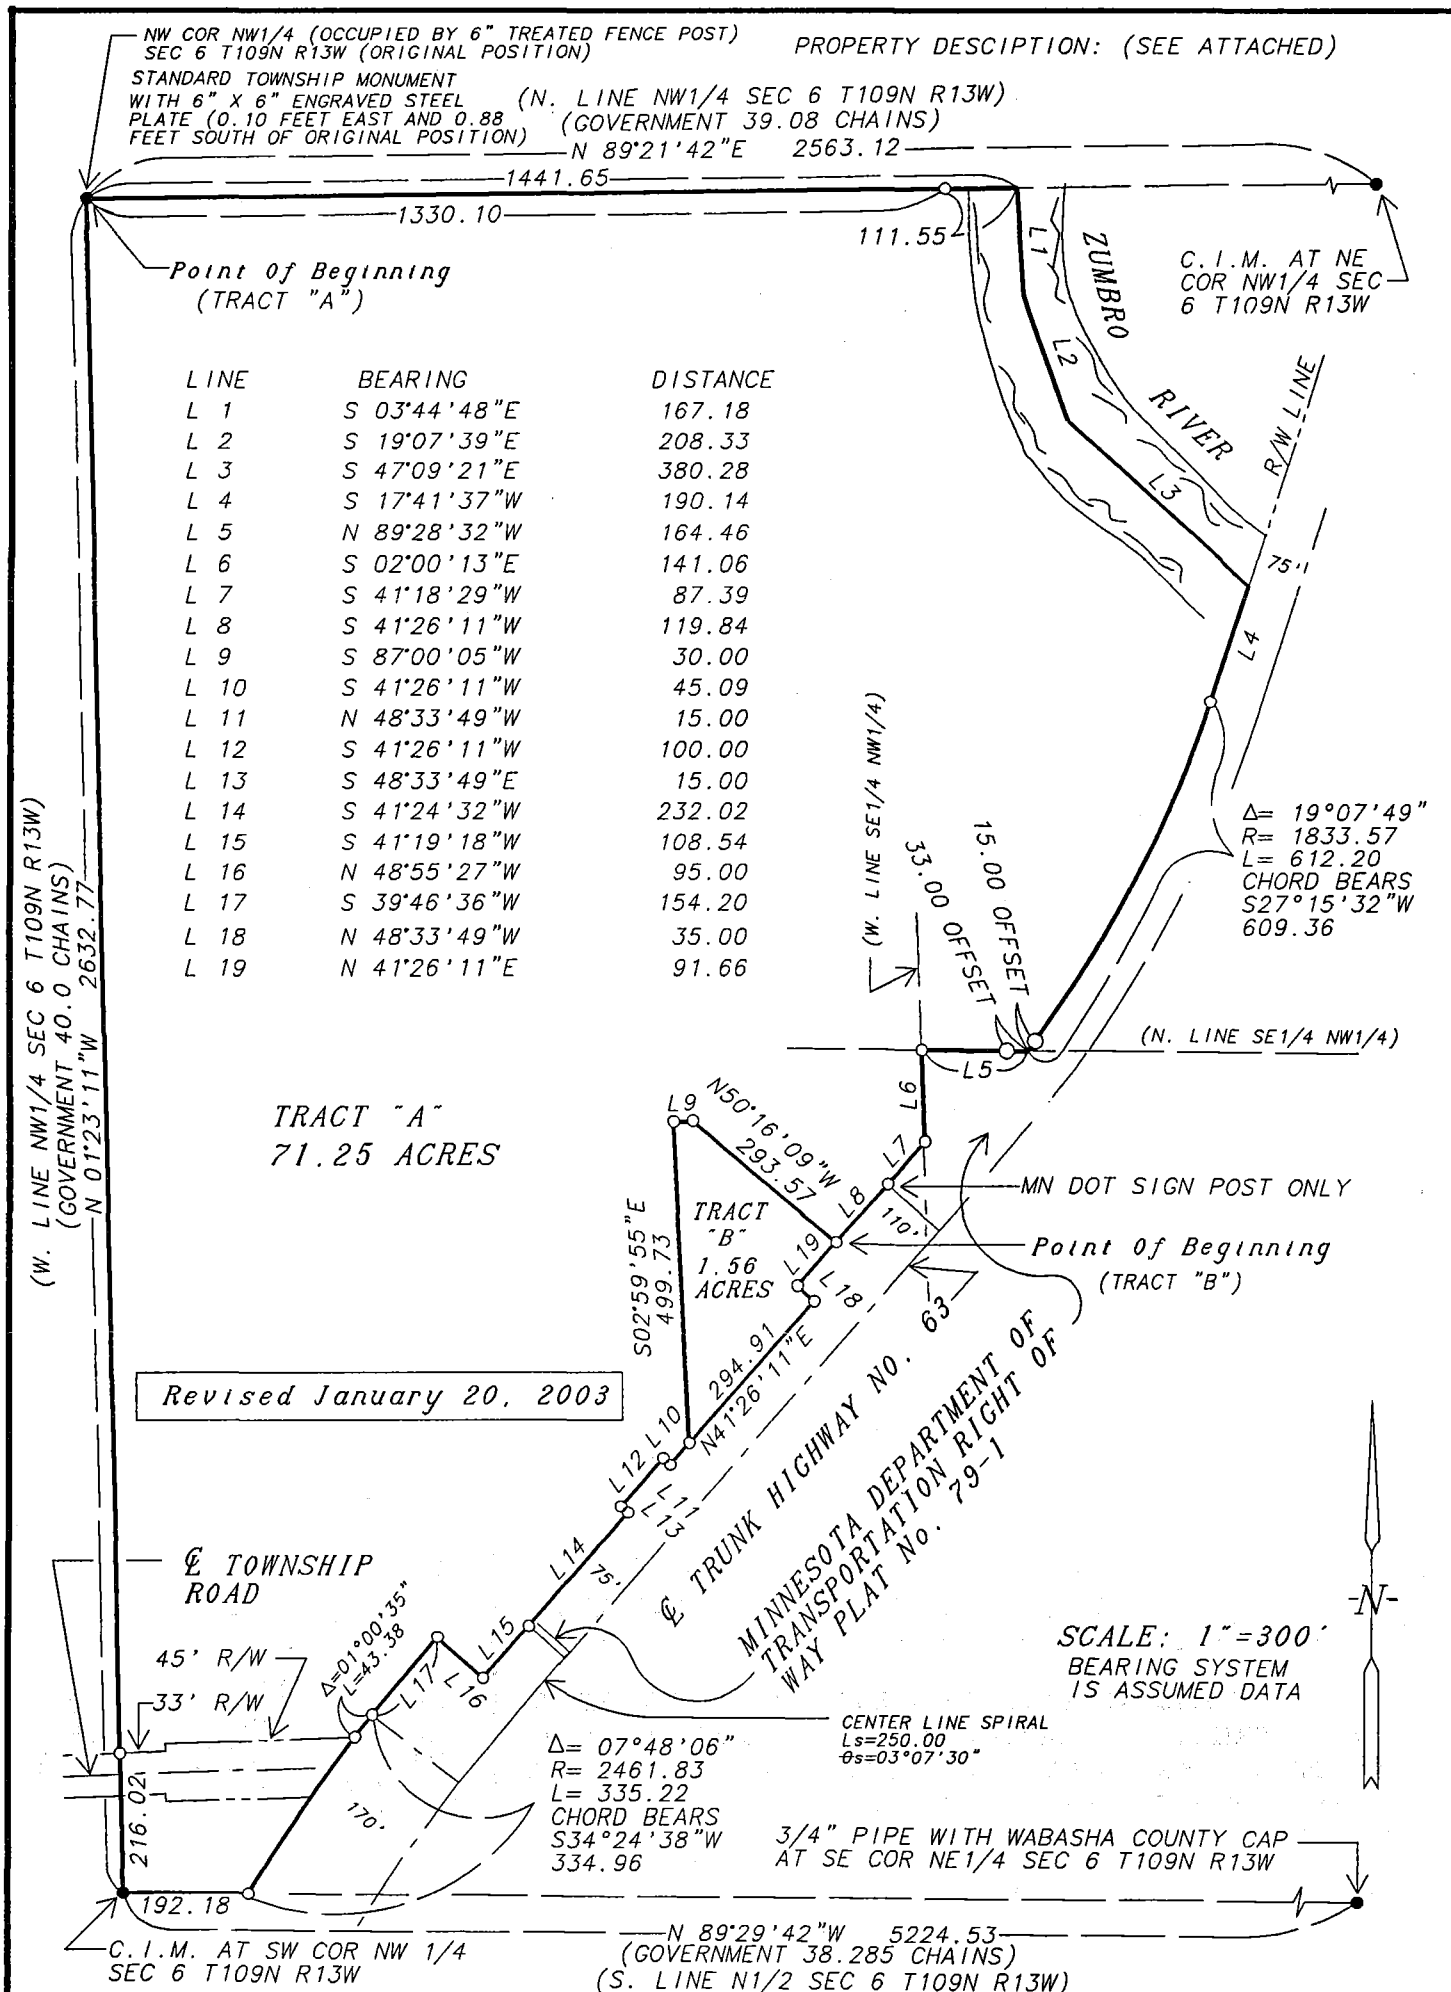 NW COR NW1/4 (OCCUPIED BY 6" TREATED FENCE POST)
SEC 6 T109N R13W (ORIGINAL POSITION)
PROPERTY DESCIPTION: (SEE ATTACHED)
STANDARD TOWNSHIP MONUMENT
WITH 6" X 6" ENGRAVED STEEL
PLATE (0.10 FEET EAST AND 0.88
FEET SOUTH OF ORIGINAL POSITION)
(N. LINE NW1/4 SEC 6 T109N R13W)
(GOVERNMENT 39.08 CHAINS)
N 89°21'42"E 2563.12
1441.65
1330.10
111.55
Point Of Beginning
(TRACT "A")
L1
ZUMBRO
RIVER
C.I.M. AT NE
COR NW1/4 SEC
6 T109N R13W
L2
L3
R/W LINE
75'
L4
LINE BEARING DISTANCE
L 1 S 03°44'48"E 167.18
L 2 S 19°07'39"E 208.33
L 3 S 47°09'21"E 380.28
L 4 S 17°41'37"W 190.14
L 5 N 89°28'32"W 164.46
L 6 S 02°00'13"E 141.06
L 7 S 41°18'29"W 87.39
L 8 S 41°26'11"W 119.84
L 9 S 87°00'05"W 30.00
L 10 S 41°26'11"W 45.09
L 11 N 48°33'49"W 15.00
L 12 S 41°26'11"W 100.00
L 13 S 48°33'49"E 15.00
L 14 S 41°24'32"W 232.02
L 15 S 41°19'18"W 108.54
L 16 N 48°55'27"W 95.00
L 17 S 39°46'36"W 154.20
L 18 N 48°33'49"W 35.00
L 19 N 41°26'11"E 91.66
(W. LINE NW1/4 SEC 6 T109N R13W)
(GOVERNMENT 40.0 CHAINS)
N 01°23'11"W 2632.77
(W. LINE SE1/4 NW1/4)
33.00 OFFSET
15.00 OFFSET
Δ= 19°07'49"
R= 1833.57
L= 612.20
CHORD BEARS
S27°15'32"W
609.36
(N. LINE SE1/4 NW1/4)
L5
L6
L7
L8
L9
N50°16'09"W
293.57
TRACT "A"
71.25 ACRES
S02°59'55"E
499.73
TRACT
"B"
1.56
ACRES
L19
L18
110'
MN DOT SIGN POST ONLY
Point Of Beginning
(TRACT "B")
294.91
N41°26'11"E
Revised January 20, 2003
L10
L12
L11
L13
L14
75'
L15
L16
L17
℄ TRUNK HIGHWAY NO. 63
MINNESOTA DEPARTMENT OF
TRANSPORTATION RIGHT OF
WAY PLAT No. 79-1
℄ TOWNSHIP
ROAD
45' R/W
33' R/W
Δ=01°00'35"
L=43.38
216.02
170'
Δ= 07°48'06"
R= 2461.83
L= 335.22
CHORD BEARS
S34°24'38"W
334.96
CENTER LINE SPIRAL
Ls=250.00
θs=03°07'30"
-N-
SCALE: 1"=300'
BEARING SYSTEM
IS ASSUMED DATA
3/4" PIPE WITH WABASHA COUNTY CAP
AT SE COR NE1/4 SEC 6 T109N R13W
192.18
C.I.M. AT SW COR NW 1/4
SEC 6 T109N R13W
N 89°29'42"W 5224.53
(GOVERNMENT 38.285 CHAINS)
(S. LINE N1/2 SEC 6 T109N R13W)